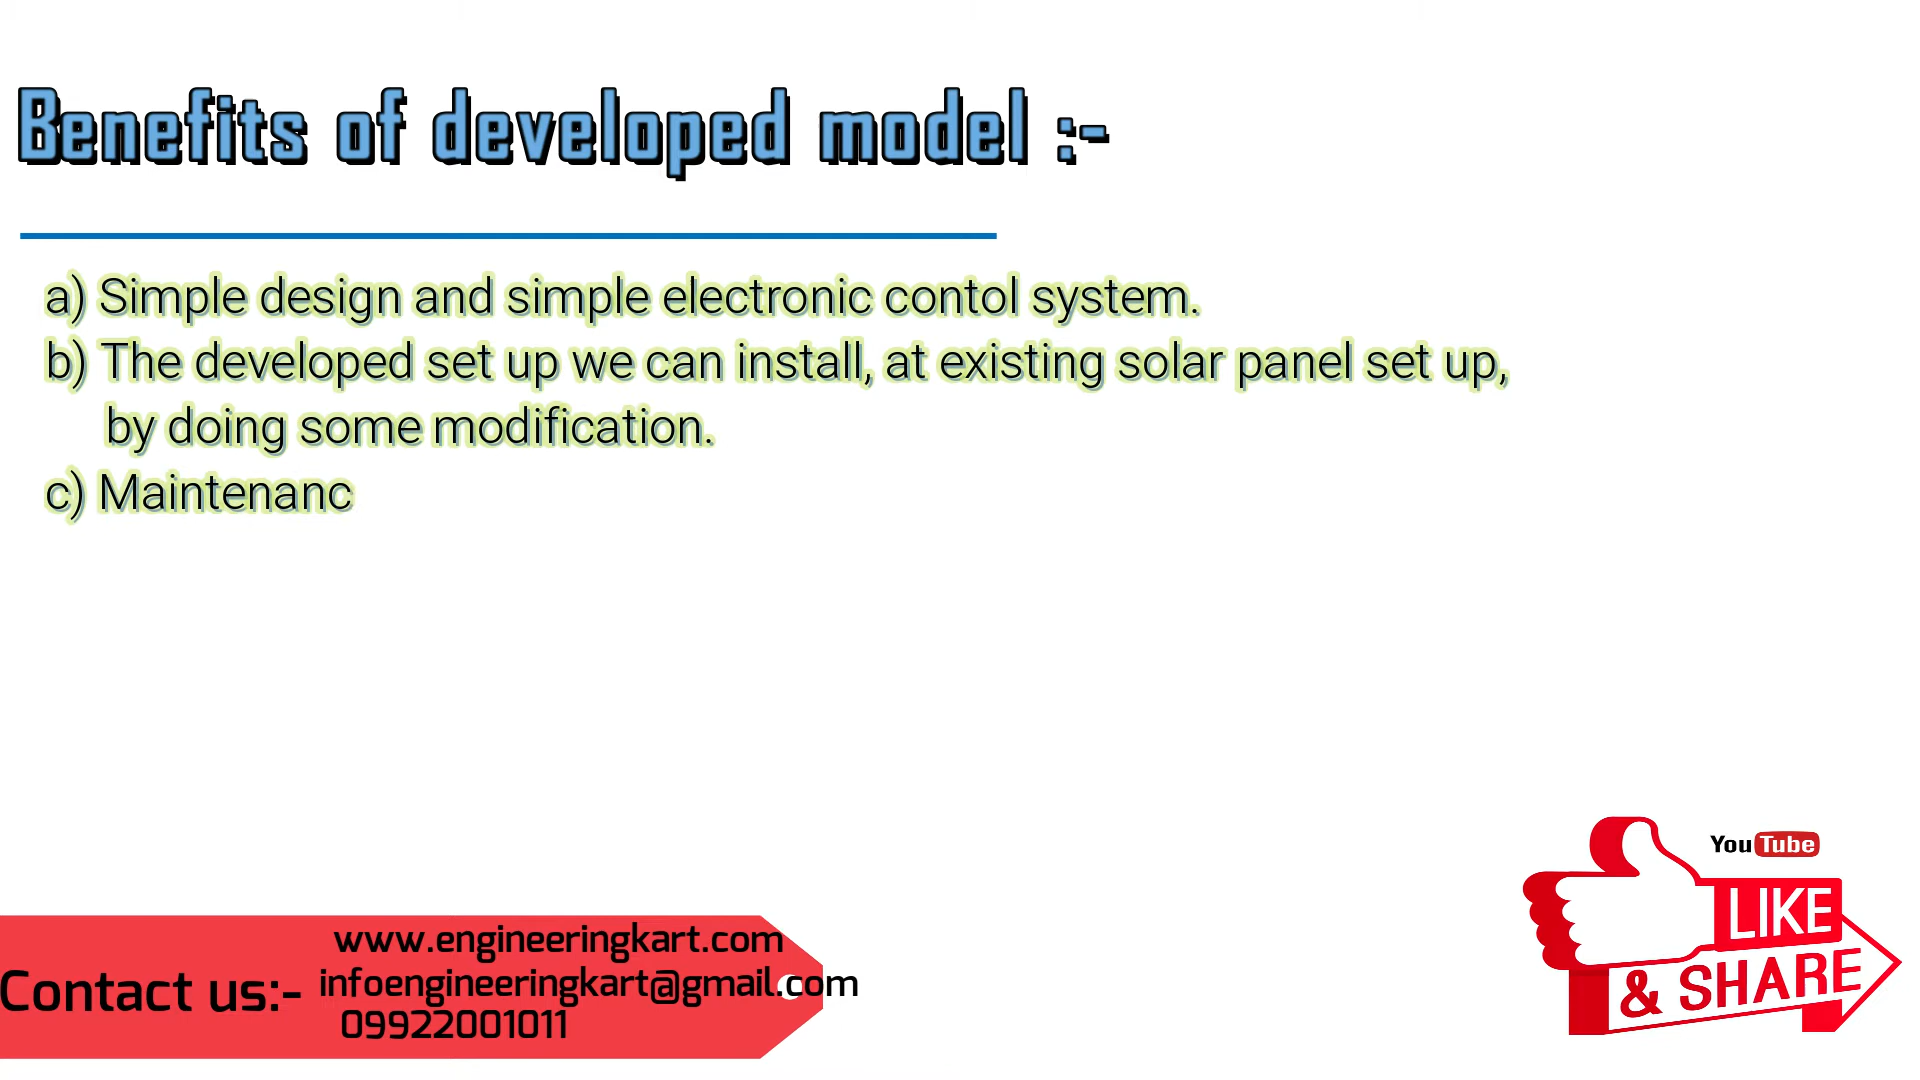 Benefits of developed model :-
a) Simple design and simple electronic contol system.
b) The developed set up we can install, at existing solar panel set up,
by doing some modification.
c) Maintenanc
YouTube
LIKE
& SHARE
www.engineeringkart.com
Contact us:- infoengineeringkart@gmail.com
09922001011